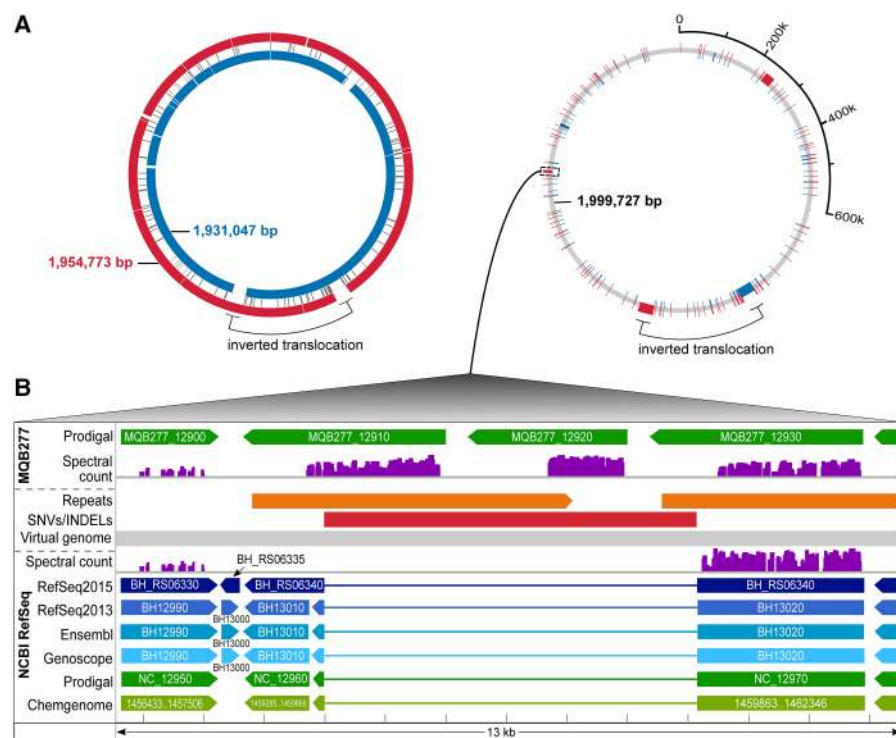 A
0
200k
400k
600k
1,931,047 bp
1,954,773 bp
1,999,727 bp
inverted translocation
inverted translocation
B
MQB277
Prodigal
MQB277_12900
MQB277_12910
MQB277_12920
MQB277_12930
Spectral count
Repeats
SNVs/INDELs
Virtual genome
NCBI RefSeq
Spectral count
BH_RS06335
RefSeq2015
BH_RS06330
BH_RS06340
BH_RS06340
RefSeq2013
BH12990
BH13010
BH13020
BH13000
Ensembl
BH12990
BH13010
BH13020
BH13000
Genoscope
BH12990
BH13010
BH13020
BH13000
Prodigal
NC_12950
NC_12960
NC_12970
Chemgenome
1456433..1457506
1459863..1462346
13 kb